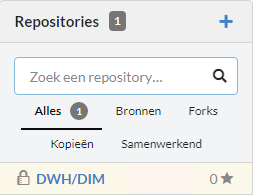 Repositories 1
Zoek een repository...
Alles 1 Bronnen Forks
Kopieën Samenwerkend
DWH/DIM 0